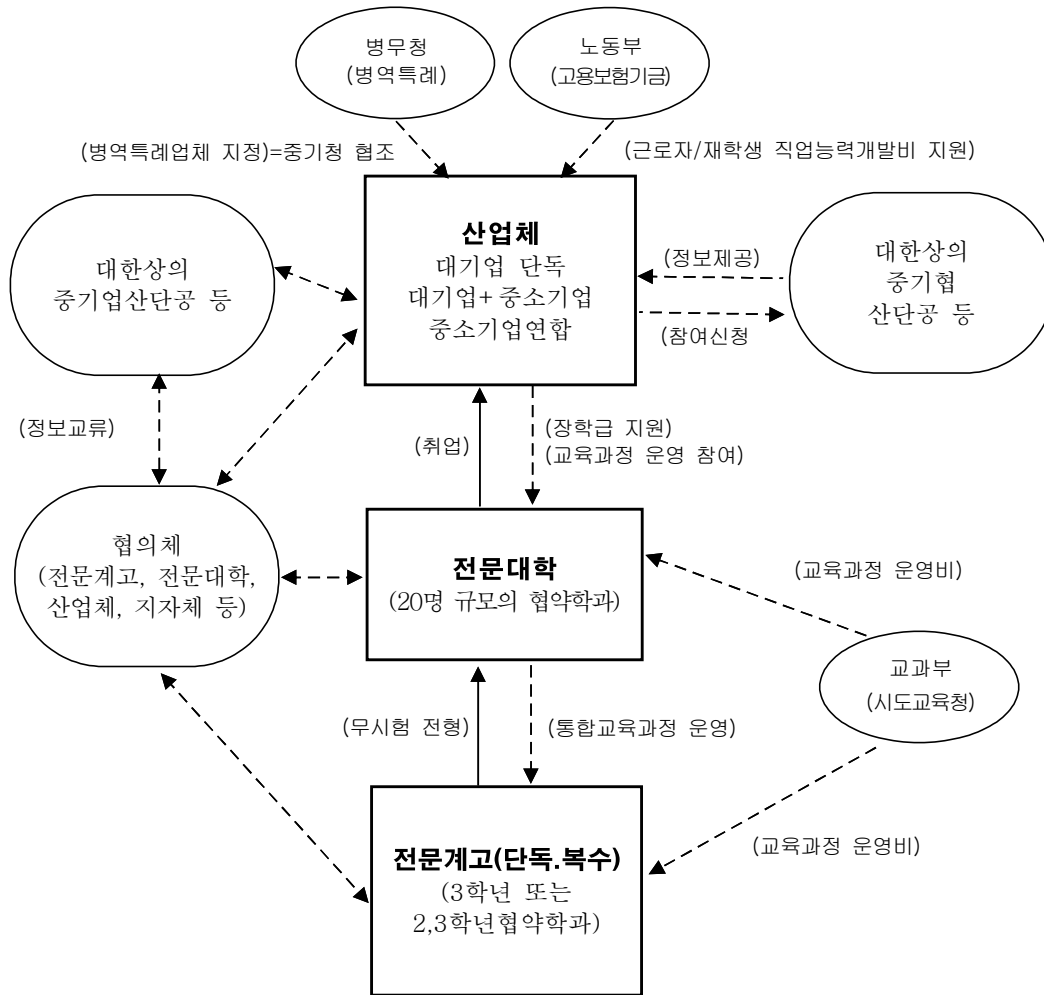 병무청
(병역특례)
노동부
(고용보험기금)
(병역특례업체 지정)=중기청 협조
(근로자/재학생 직업능력개발비 지원)
대한상의
중기업산단공 등
산업체
대기업 단독
대기업+중소기업
중소기업연합
(정보제공)
(참여신청
대한상의
중기협
산단공 등
(정보교류)
(취업)
(장학급 지원)
(교육과정 운영 참여)
협의체
(전문계고, 전문대학,
산업체, 지자체 등)
전문대학
(20명 규모의 협약학과)
(교육과정 운영비)
교과부
(시도교육청)
(무시험 전형)
(통합교육과정 운영)
전문계고(단독.복수)
(3학년 또는
2,3학년협약학과)
(교육과정 운영비)